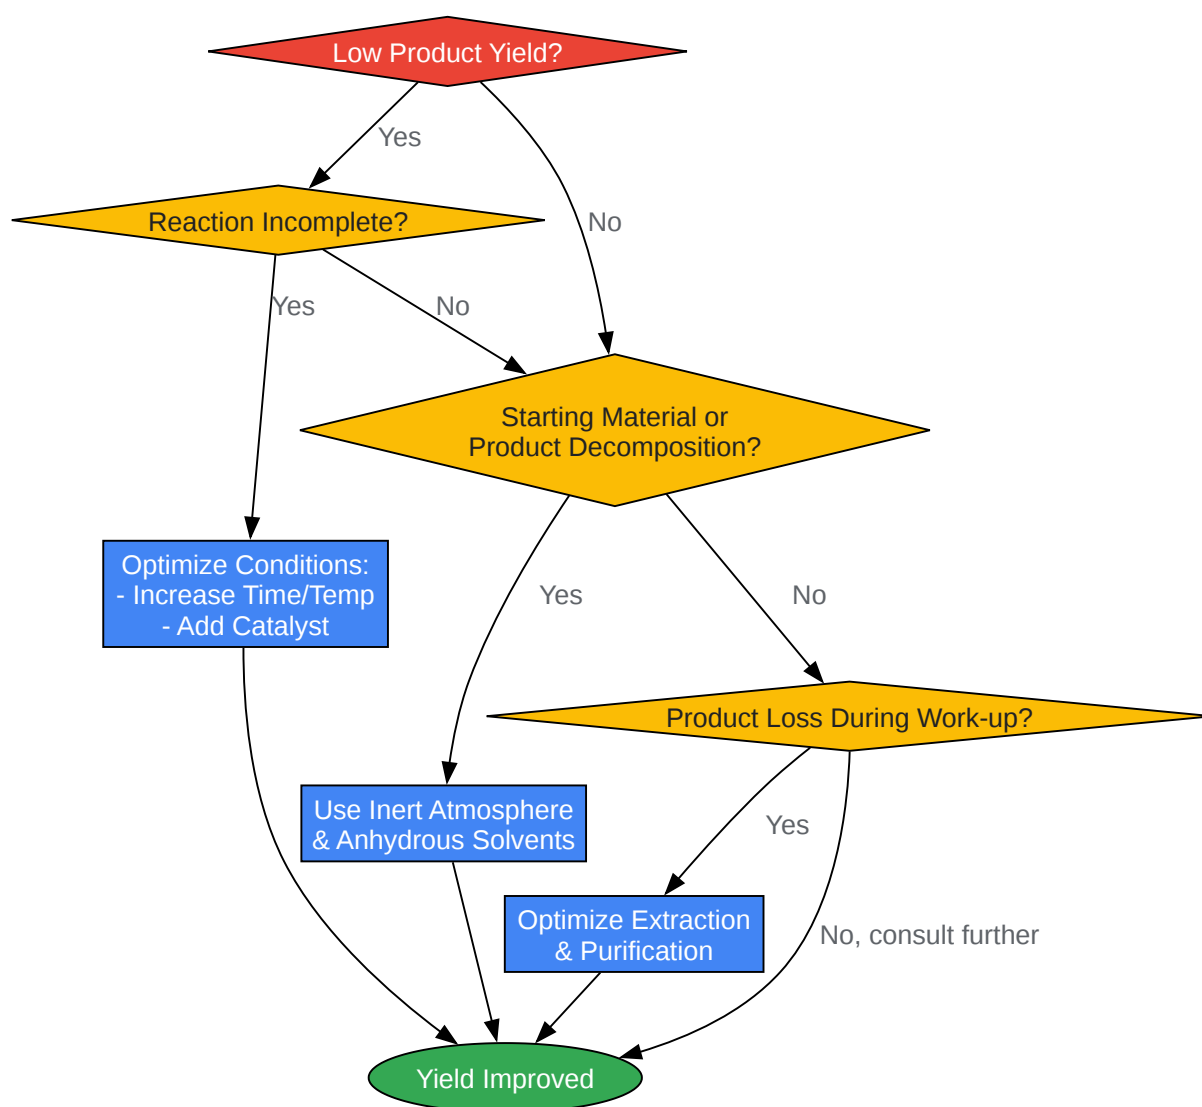 Low Product Yield?
Yes
Reaction Incomplete?
No
Yes
No
Starting Material or
Product Decomposition?
Optimize Conditions:
- Increase Time/Temp
- Add Catalyst
Yes
No
Product Loss During Work-up?
Use Inert Atmosphere
& Anhydrous Solvents
Yes
Optimize Extraction
& Purification
No, consult further
Yield Improved